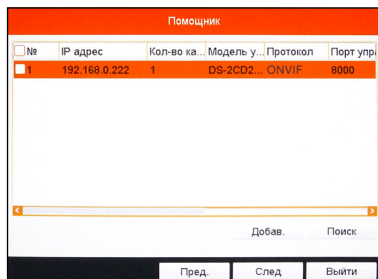 Помощник
№ IP адрес Кол-во ка... Модель у... Протокол Порт упра
1 192.168.0.222 1 DS-2CD2... ONVIF 8000
Добав. Поиск
Пред. След Выйти